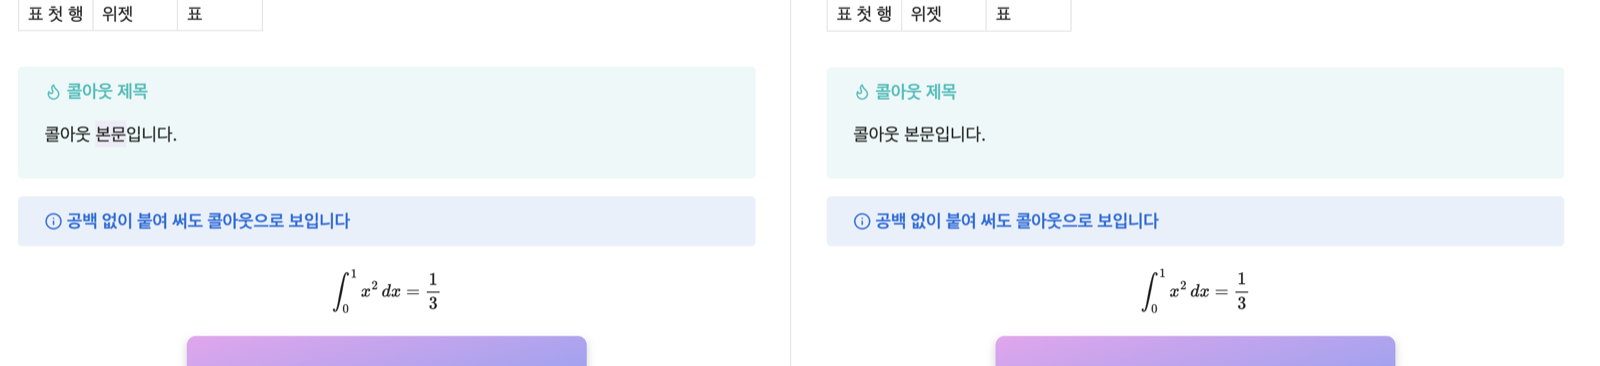 표 첫 행 위젯 표
콜아웃 제목
콜아웃 본문입니다.
공백 없이 붙여 써도 콜아웃으로 보입니다
∫₀¹ x² dx = 1/3
표 첫 행 위젯 표
콜아웃 제목
콜아웃 본문입니다.
공백 없이 붙여 써도 콜아웃으로 보입니다
∫₀¹ x² dx = 1/3